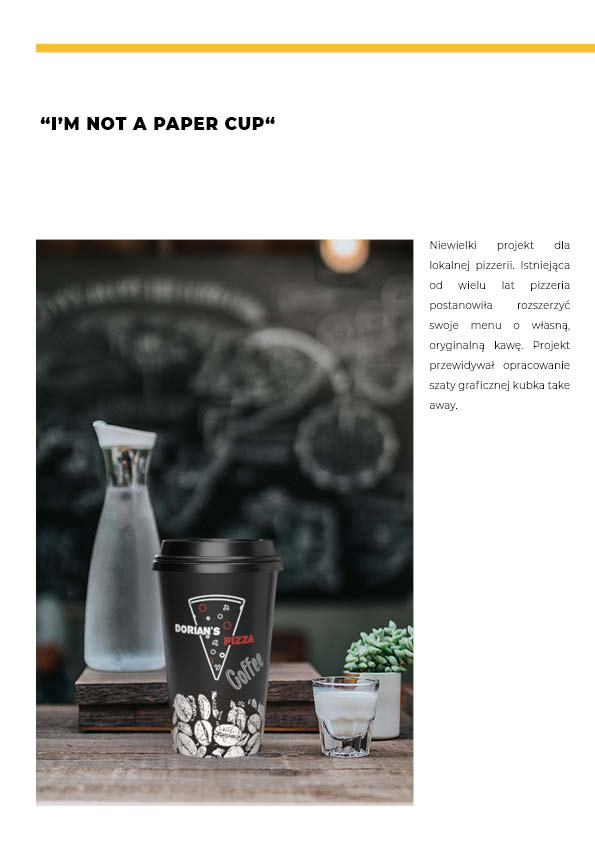 “I’M NOT A PAPER CUP“
Niewielki projekt dla
lokalnej pizzerii. Istniejąca
od wielu lat pizzeria
postanowiła rozszerzyć
swoje menu o własną,
oryginalną kawę. Projekt
przewidywał opracowanie
szaty graficznej kubka take
away.
DORIAN'S
PIZZA
Coffee